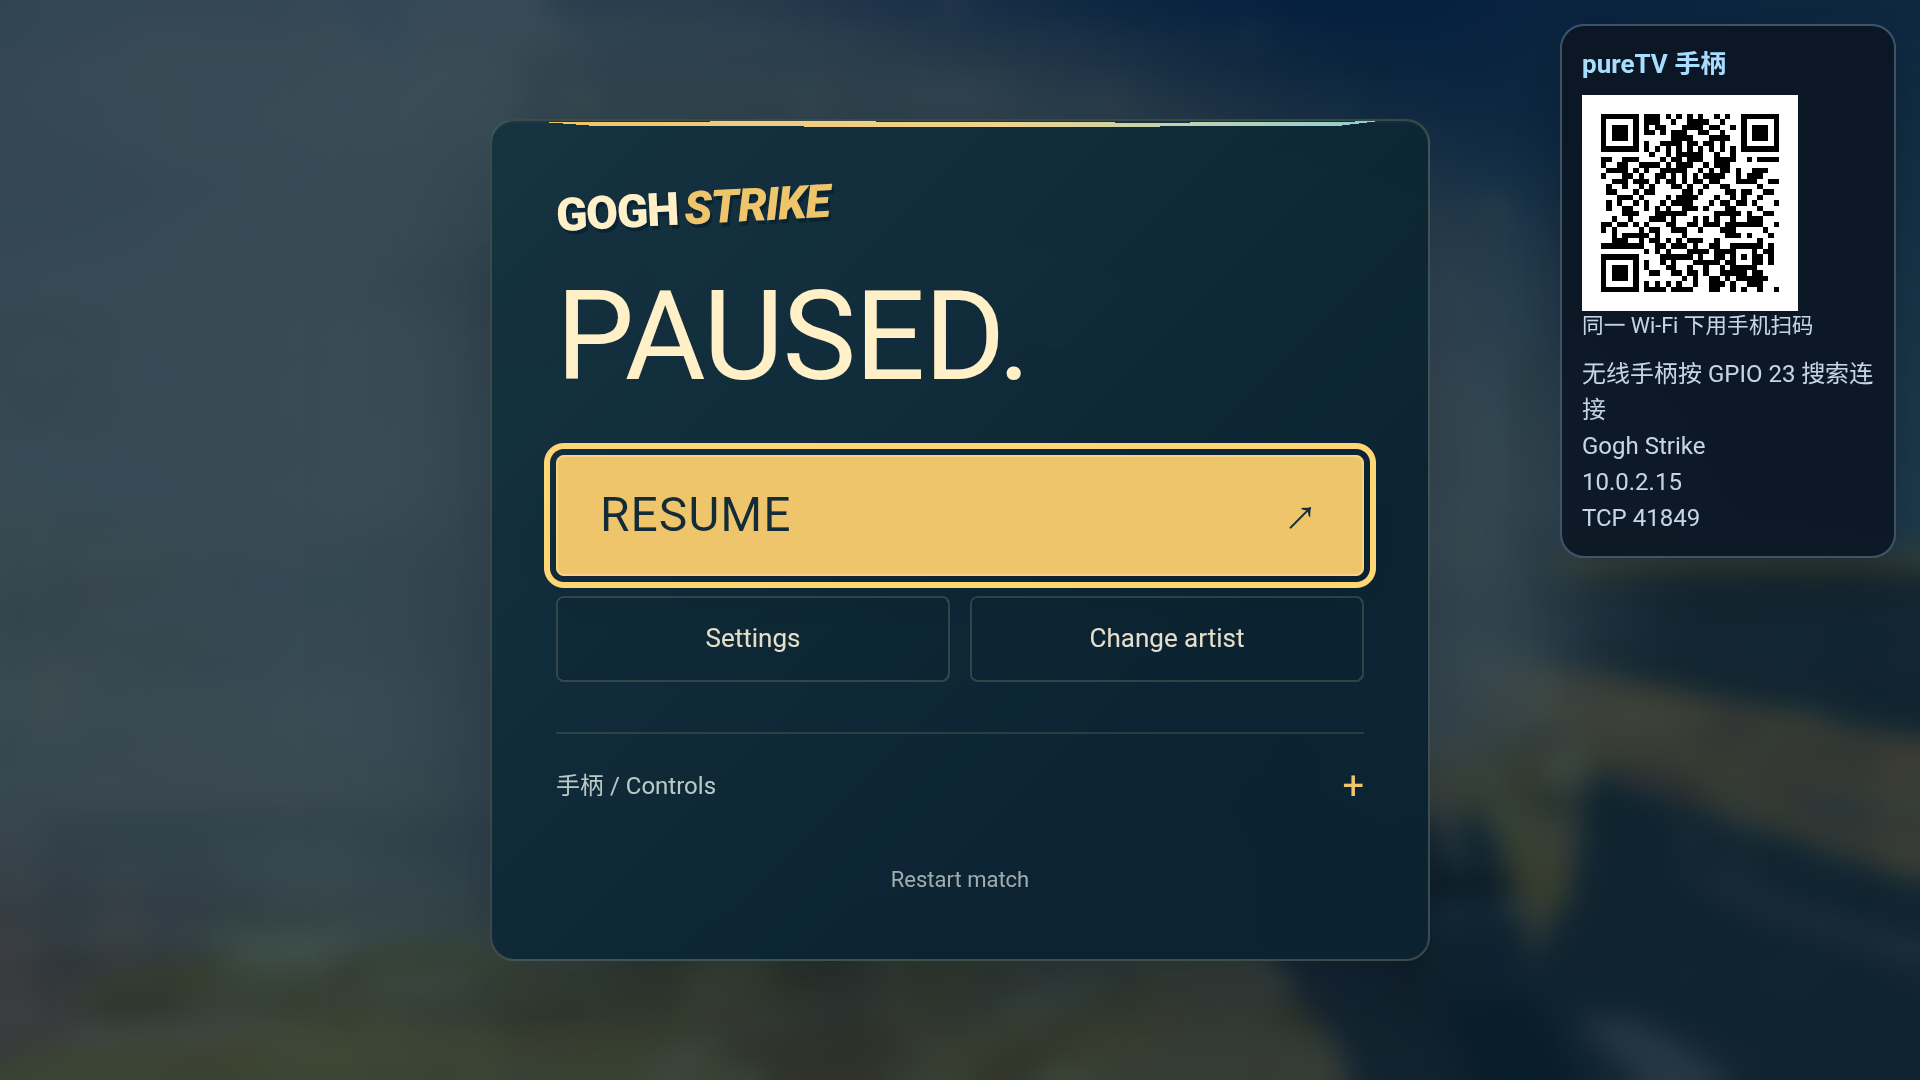 GOGH STRIKE
PAUSED.
RESUME ↗
Settings
Change artist
手柄 / Controls +
Restart match
pureTV 手柄
同一 Wi-Fi 下用手机扫码
无线手柄按 GPIO 23 搜索连
接
Gogh Strike
10.0.2.15
TCP 41849